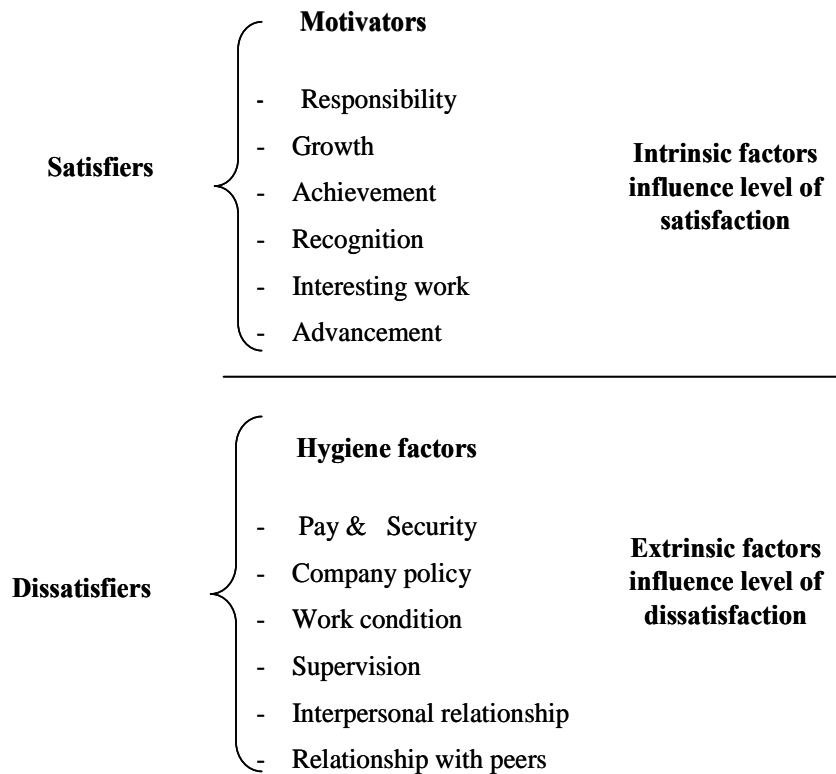 Motivators
Satisfiers
- Responsibility
- Growth
- Achievement
- Recognition
- Interesting work
- Advancement
Intrinsic factors
influence level of
satisfaction
Hygiene factors
Dissatisfiers
- Pay & Security
- Company policy
- Work condition
- Supervision
- Interpersonal relationship
- Relationship with peers
Extrinsic factors
influence level of
dissatisfaction